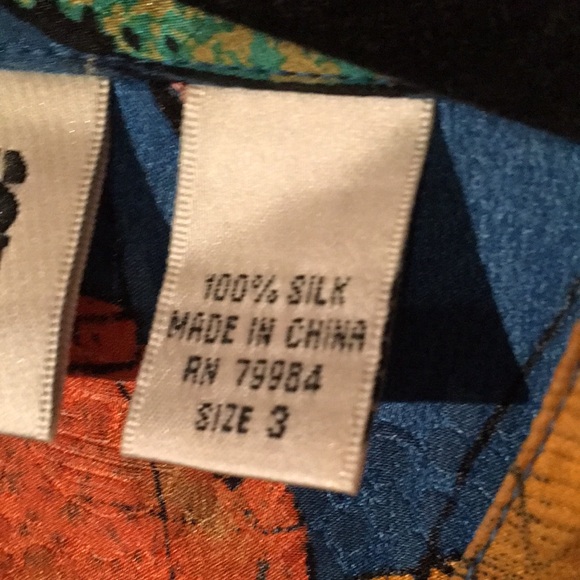 100% SILK
MADE IN CHINA
RN 79984
SIZE 3